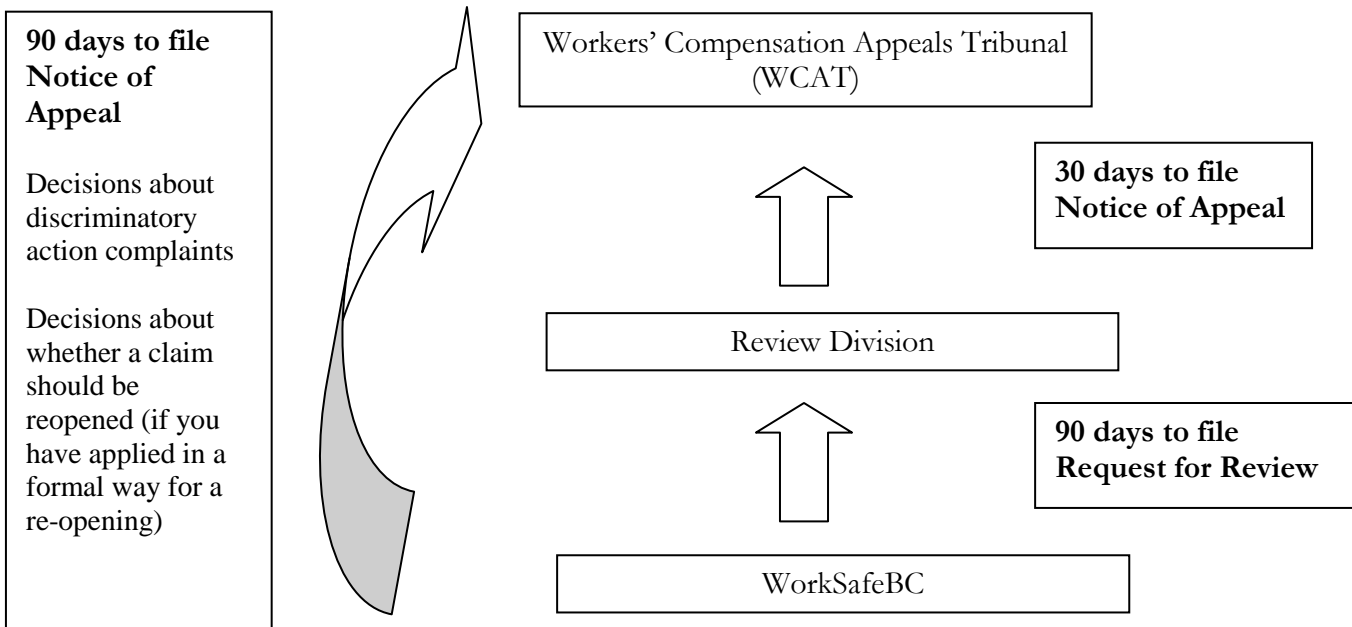 90 days to file
Notice of
Appeal
Decisions about
discriminatory
action complaints
Decisions about
whether a claim
should be
reopened (if you
have applied in a
formal way for a
re-opening)
Workers’ Compensation Appeals Tribunal
(WCAT)
30 days to file
Notice of Appeal
Review Division
90 days to file
Request for Review
WorkSafeBC